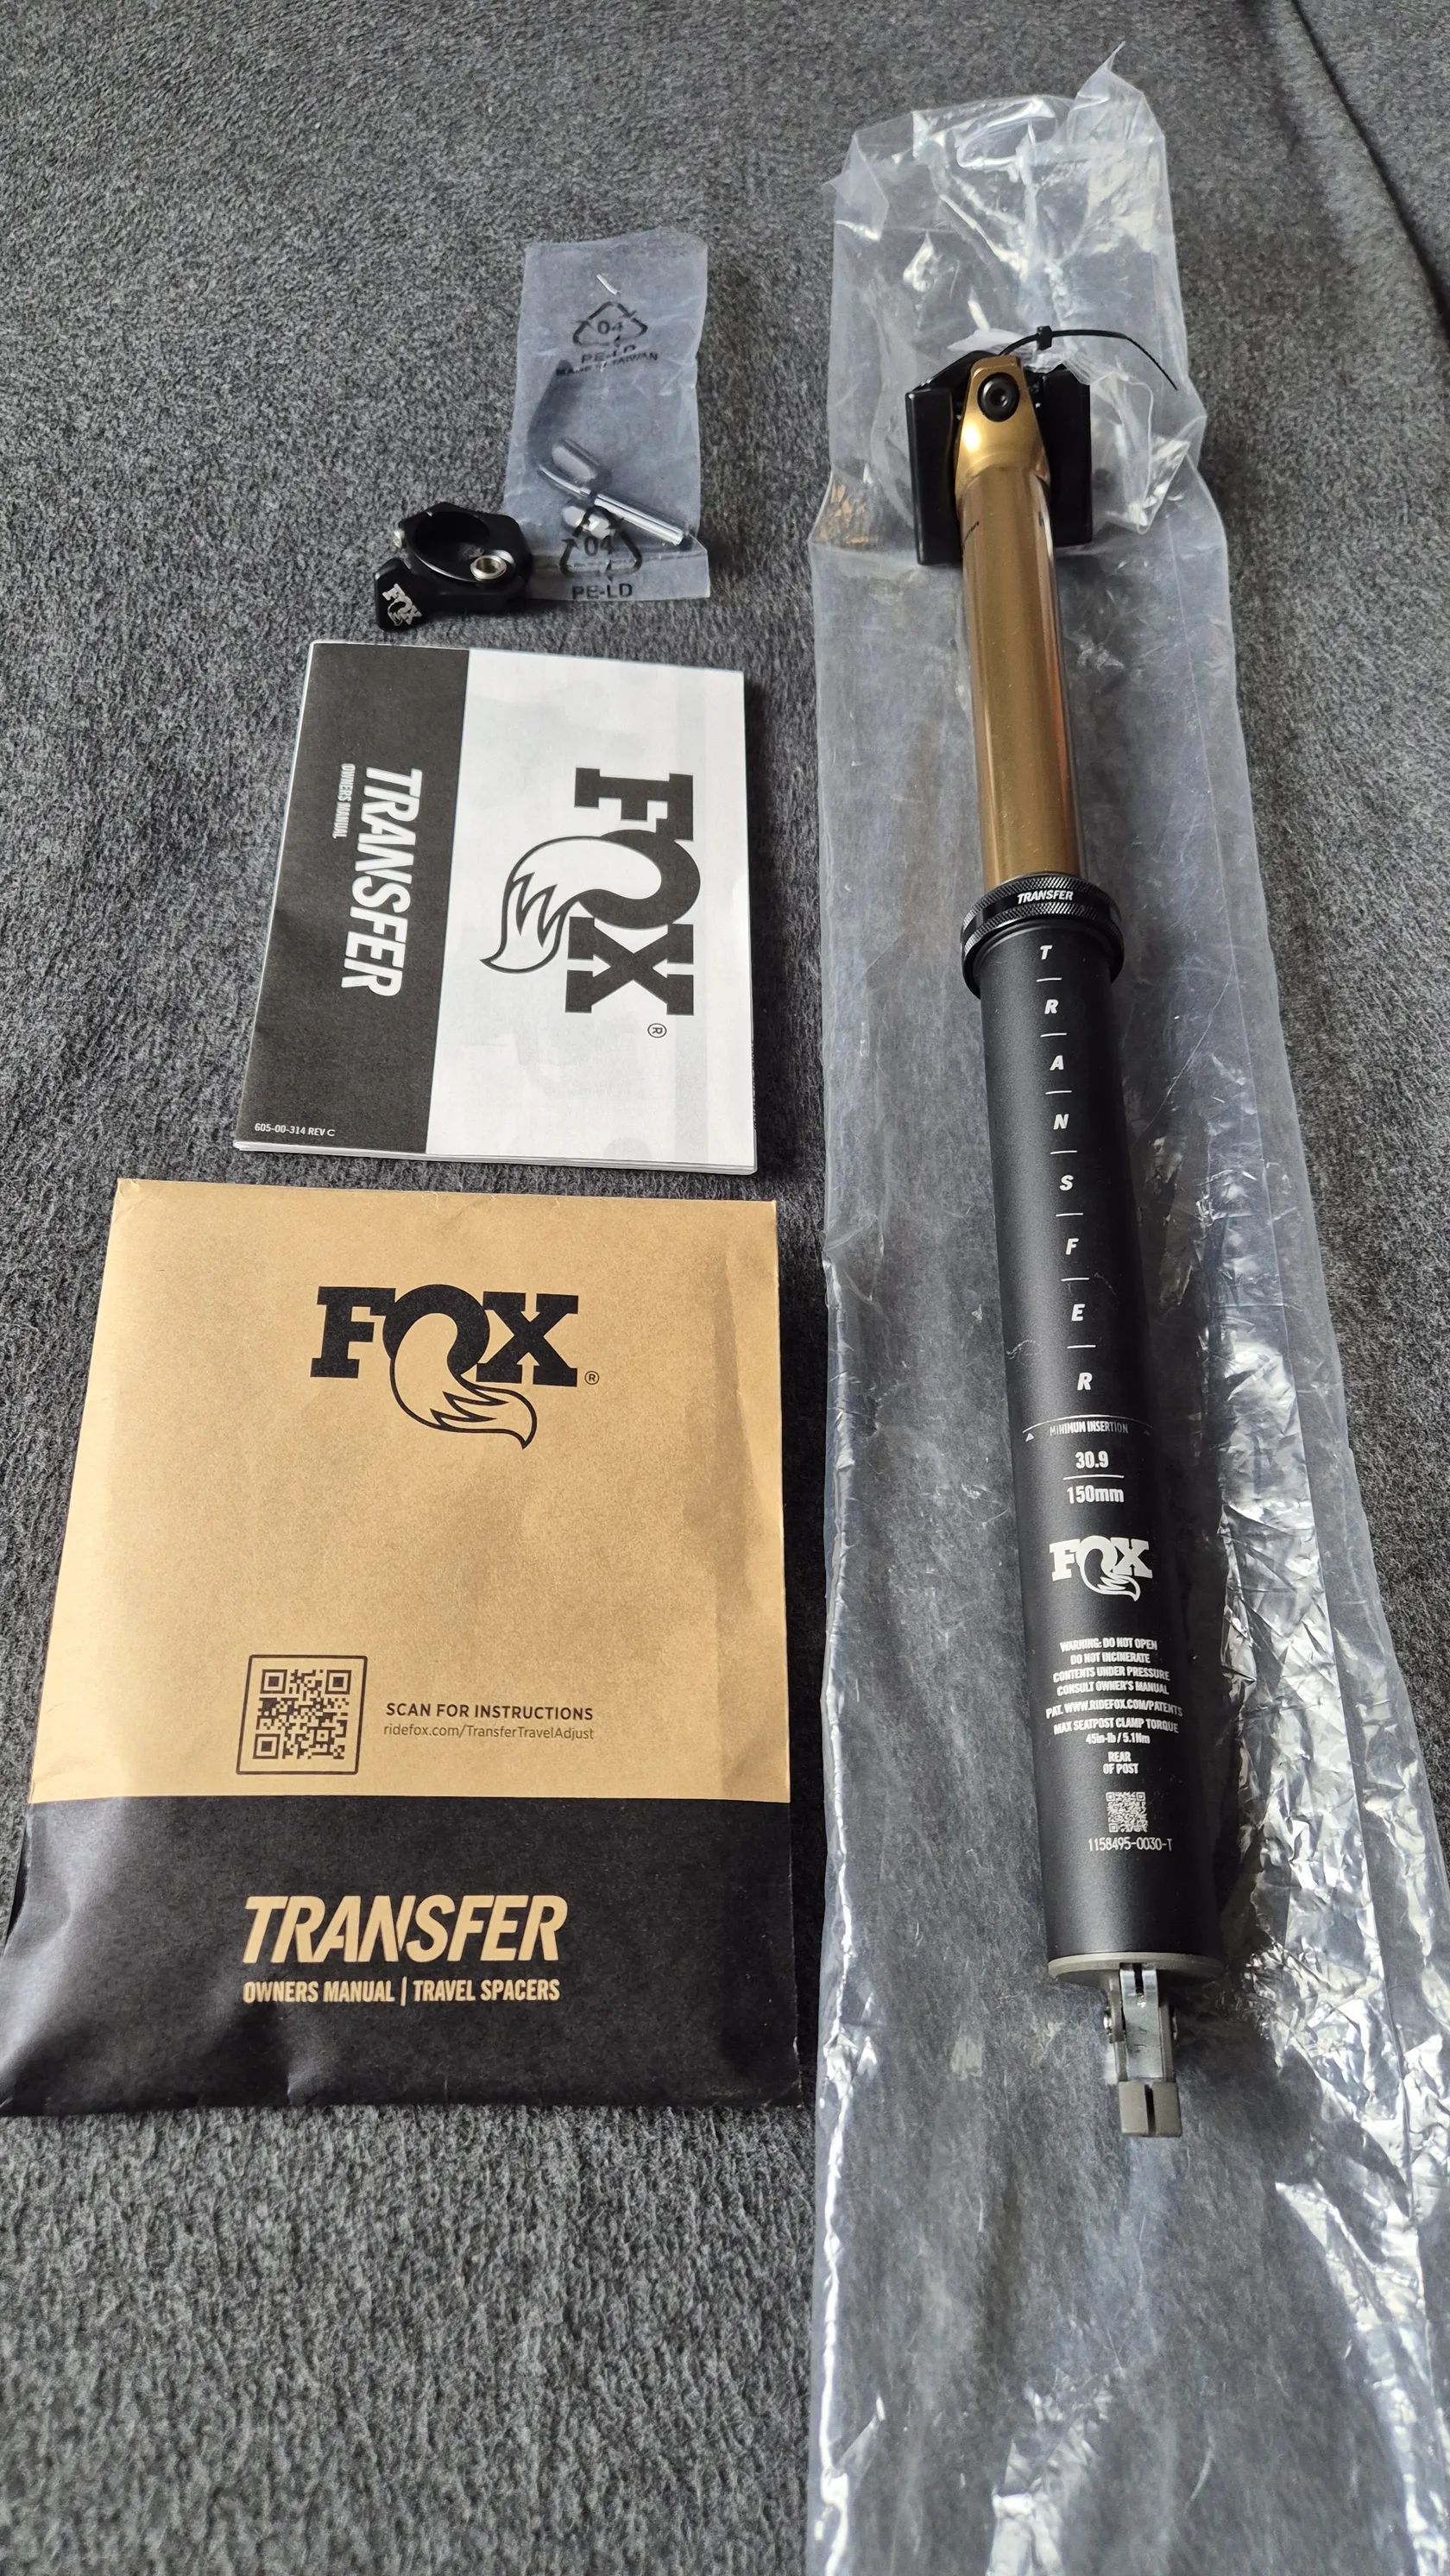 04
PE-LD
MADE IN TAIWAN
04
PE-LD
FOX
FOX®
TRANSFER
OWNERS MANUAL
605-00-314 REV C
FOX®
SCAN FOR INSTRUCTIONS
ridefox.com/TransferTravelAdjust
TRANSFER
OWNERS MANUAL | TRAVEL SPACERS
TRANSFER
T
R
A
N
S
F
E
R
MINIMUM INSERTION
30.9
150mm
FOX
WARNING: DO NOT OPEN
DO NOT INCINERATE
CONTENTS UNDER PRESSURE
CONSULT OWNER'S MANUAL
PAT. WWW.RIDEFOX.COM/PATENTS
MAX SEATPOST CLAMP TORQUE
45in-lb / 5.1Nm
REAR
OF POST
1158495-0030-T